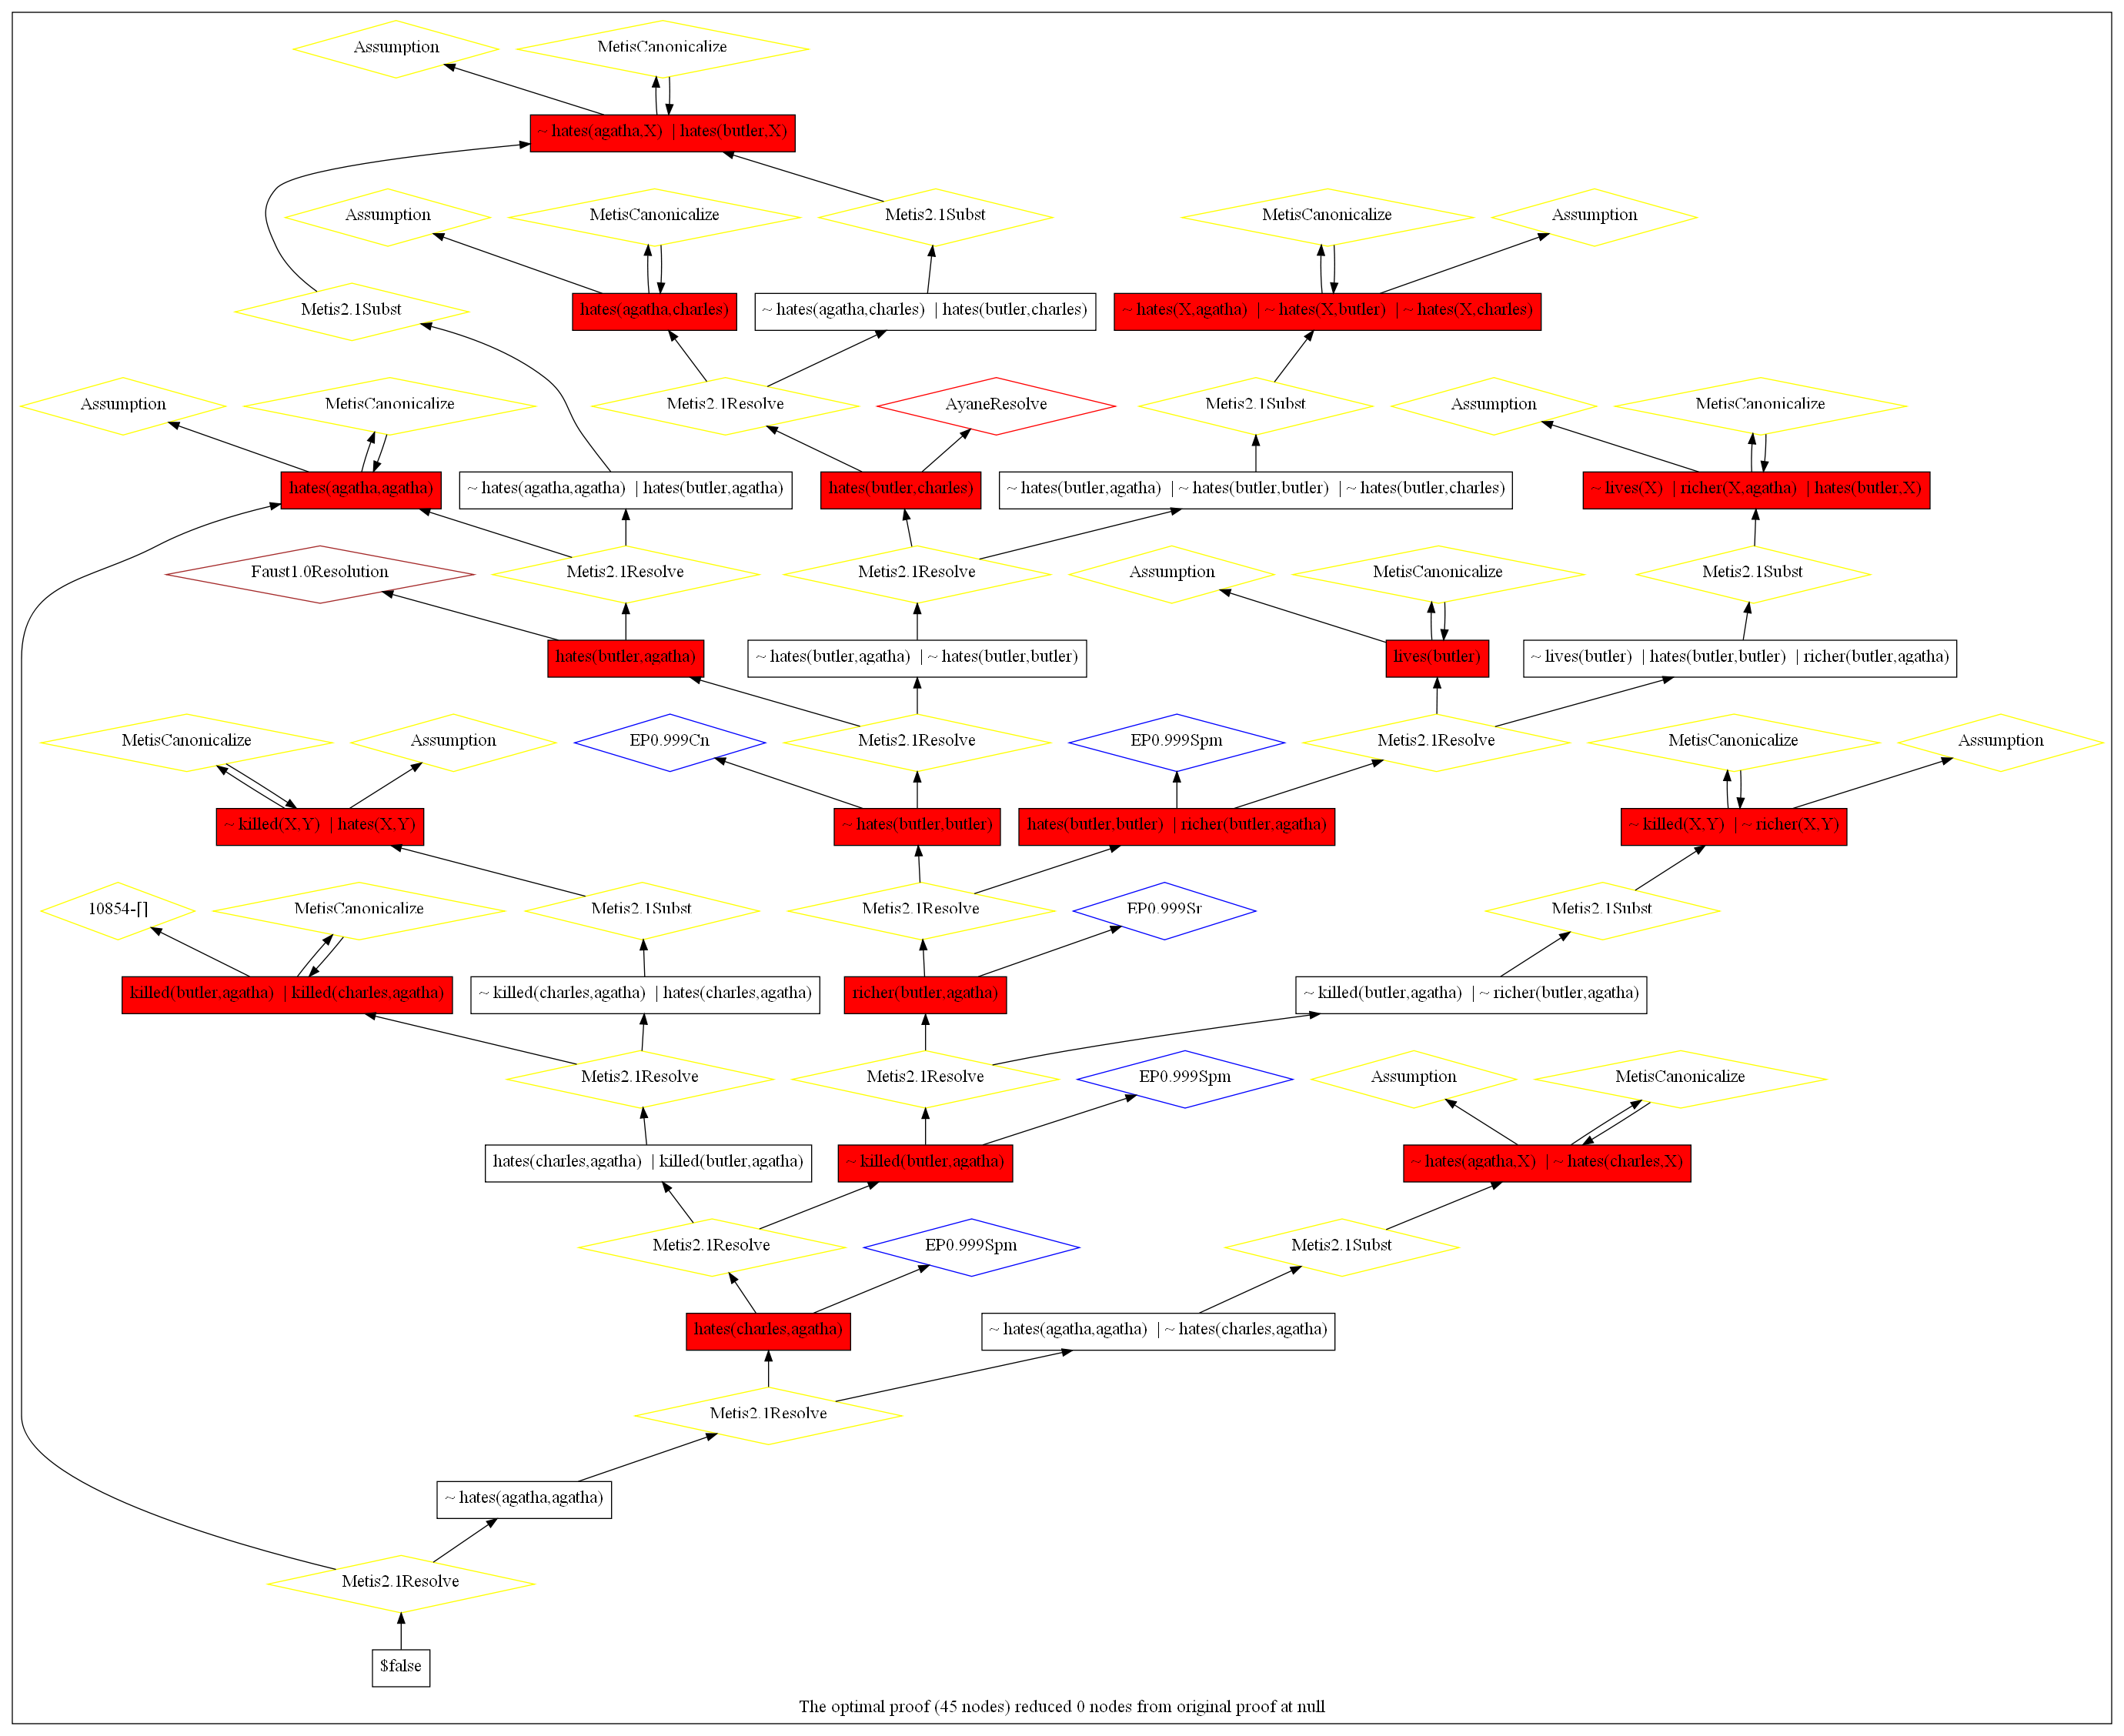 Assumption
MetisCanonicalize
~ hates(agatha,X) | hates(butler,X)
Assumption
MetisCanonicalize
Metis2.1Subst
MetisCanonicalize
Assumption
Metis2.1Subst
hates(agatha,charles)
~ hates(agatha,charles) | hates(butler,charles)
~ hates(X,agatha) | ~ hates(X,butler) | ~ hates(X,charles)
Assumption
MetisCanonicalize
Metis2.1Resolve
AyaneResolve
Metis2.1Subst
Assumption
MetisCanonicalize
hates(agatha,agatha)
~ hates(agatha,agatha) | hates(butler,agatha)
hates(butler,charles)
~ hates(butler,agatha) | ~ hates(butler,butler) | ~ hates(butler,charles)
~ lives(X) | richer(X,agatha) | hates(butler,X)
Faust1.0Resolution
Metis2.1Resolve
Metis2.1Resolve
Assumption
MetisCanonicalize
Metis2.1Subst
hates(butler,agatha)
~ hates(butler,agatha) | ~ hates(butler,butler)
lives(butler)
~ lives(butler) | hates(butler,butler) | richer(butler,agatha)
MetisCanonicalize
Assumption
EP0.999Cn
Metis2.1Resolve
EP0.999Spm
Metis2.1Resolve
MetisCanonicalize
Assumption
~ killed(X,Y) | hates(X,Y)
~ hates(butler,butler)
hates(butler,butler) | richer(butler,agatha)
~ killed(X,Y) | ~ richer(X,Y)
10854-[]
MetisCanonicalize
Metis2.1Subst
Metis2.1Resolve
EP0.999Sr
Metis2.1Subst
killed(butler,agatha) | killed(charles,agatha)
~ killed(charles,agatha) | hates(charles,agatha)
richer(butler,agatha)
~ killed(butler,agatha) | ~ richer(butler,agatha)
Metis2.1Resolve
Metis2.1Resolve
EP0.999Spm
Assumption
MetisCanonicalize
hates(charles,agatha) | killed(butler,agatha)
~ killed(butler,agatha)
~ hates(agatha,X) | ~ hates(charles,X)
Metis2.1Resolve
EP0.999Spm
Metis2.1Subst
hates(charles,agatha)
~ hates(agatha,agatha) | ~ hates(charles,agatha)
Metis2.1Resolve
~ hates(agatha,agatha)
Metis2.1Resolve
$false
The optimal proof (45 nodes) reduced 0 nodes from original proof at null